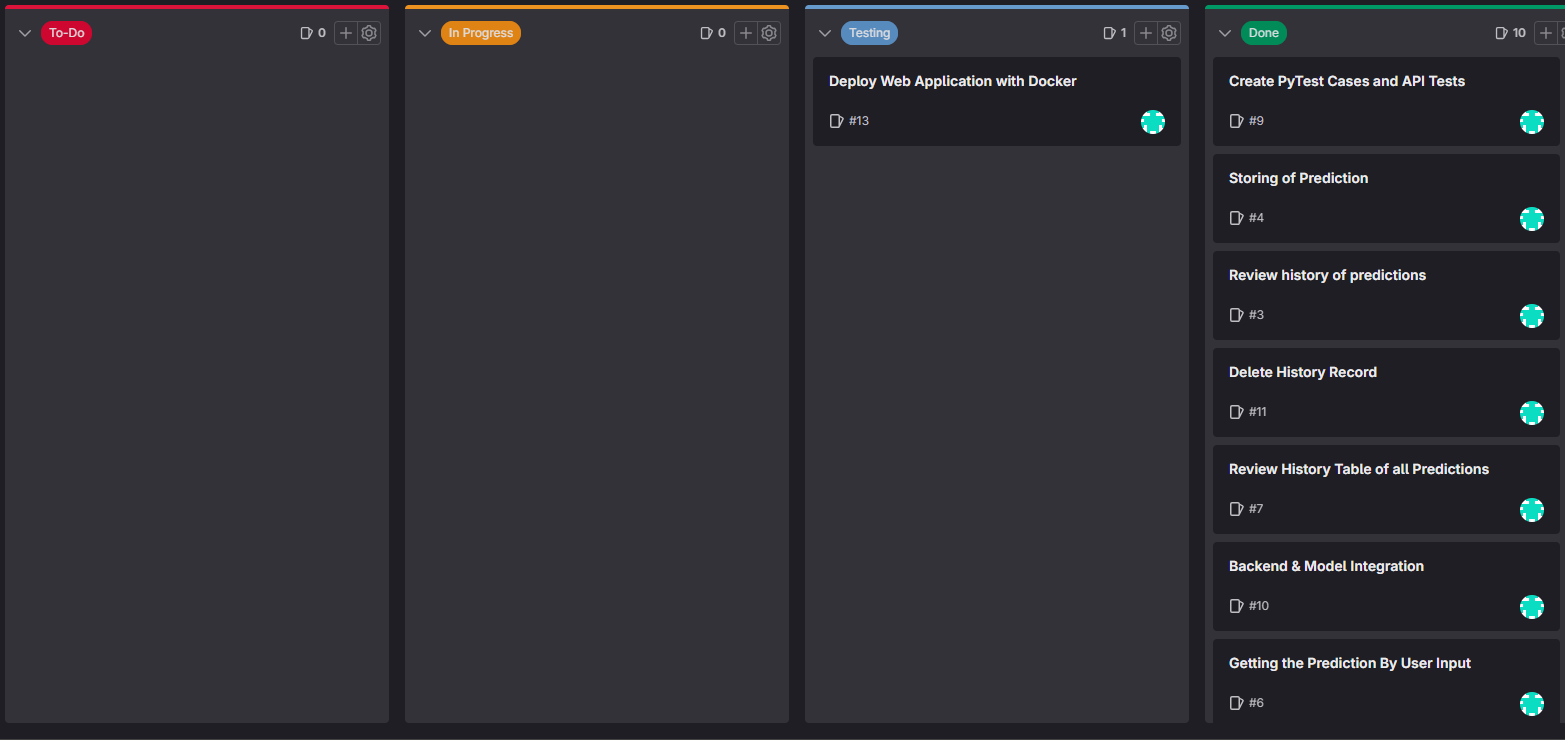 To-Do
0
In Progress
0
Testing
1
Deploy Web Application with Docker
#13
Done
10
Create PyTest Cases and API Tests
#9
Storing of Prediction
#4
Review history of predictions
#3
Delete History Record
#11
Review History Table of all Predictions
#7
Backend & Model Integration
#10
Getting the Prediction By User Input
#6